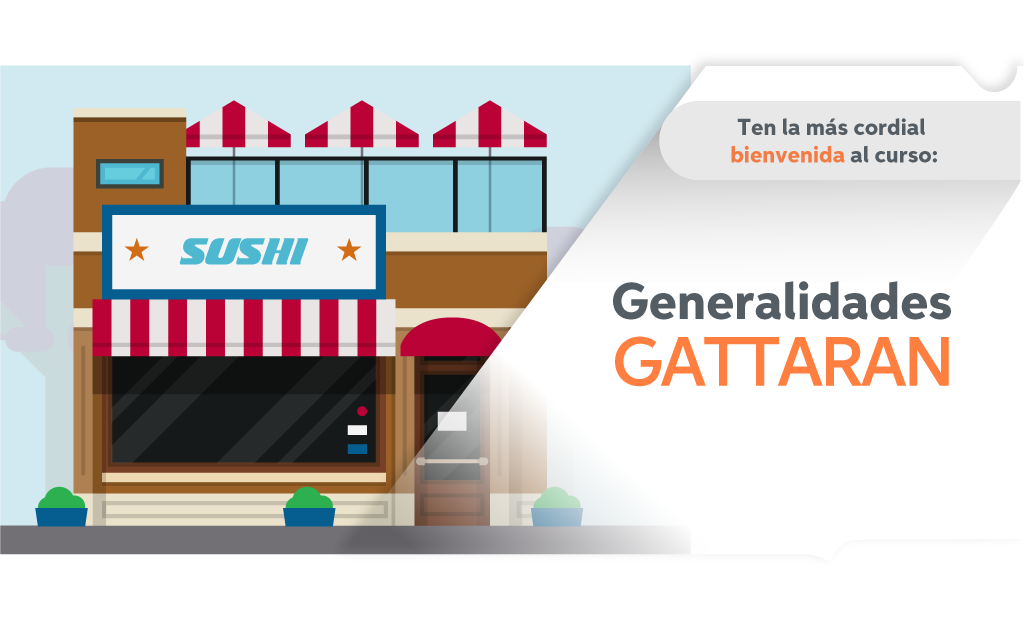 Ten la más cordial
bienvenida al curso:
SUSHI
Generalidades
GATTARAN